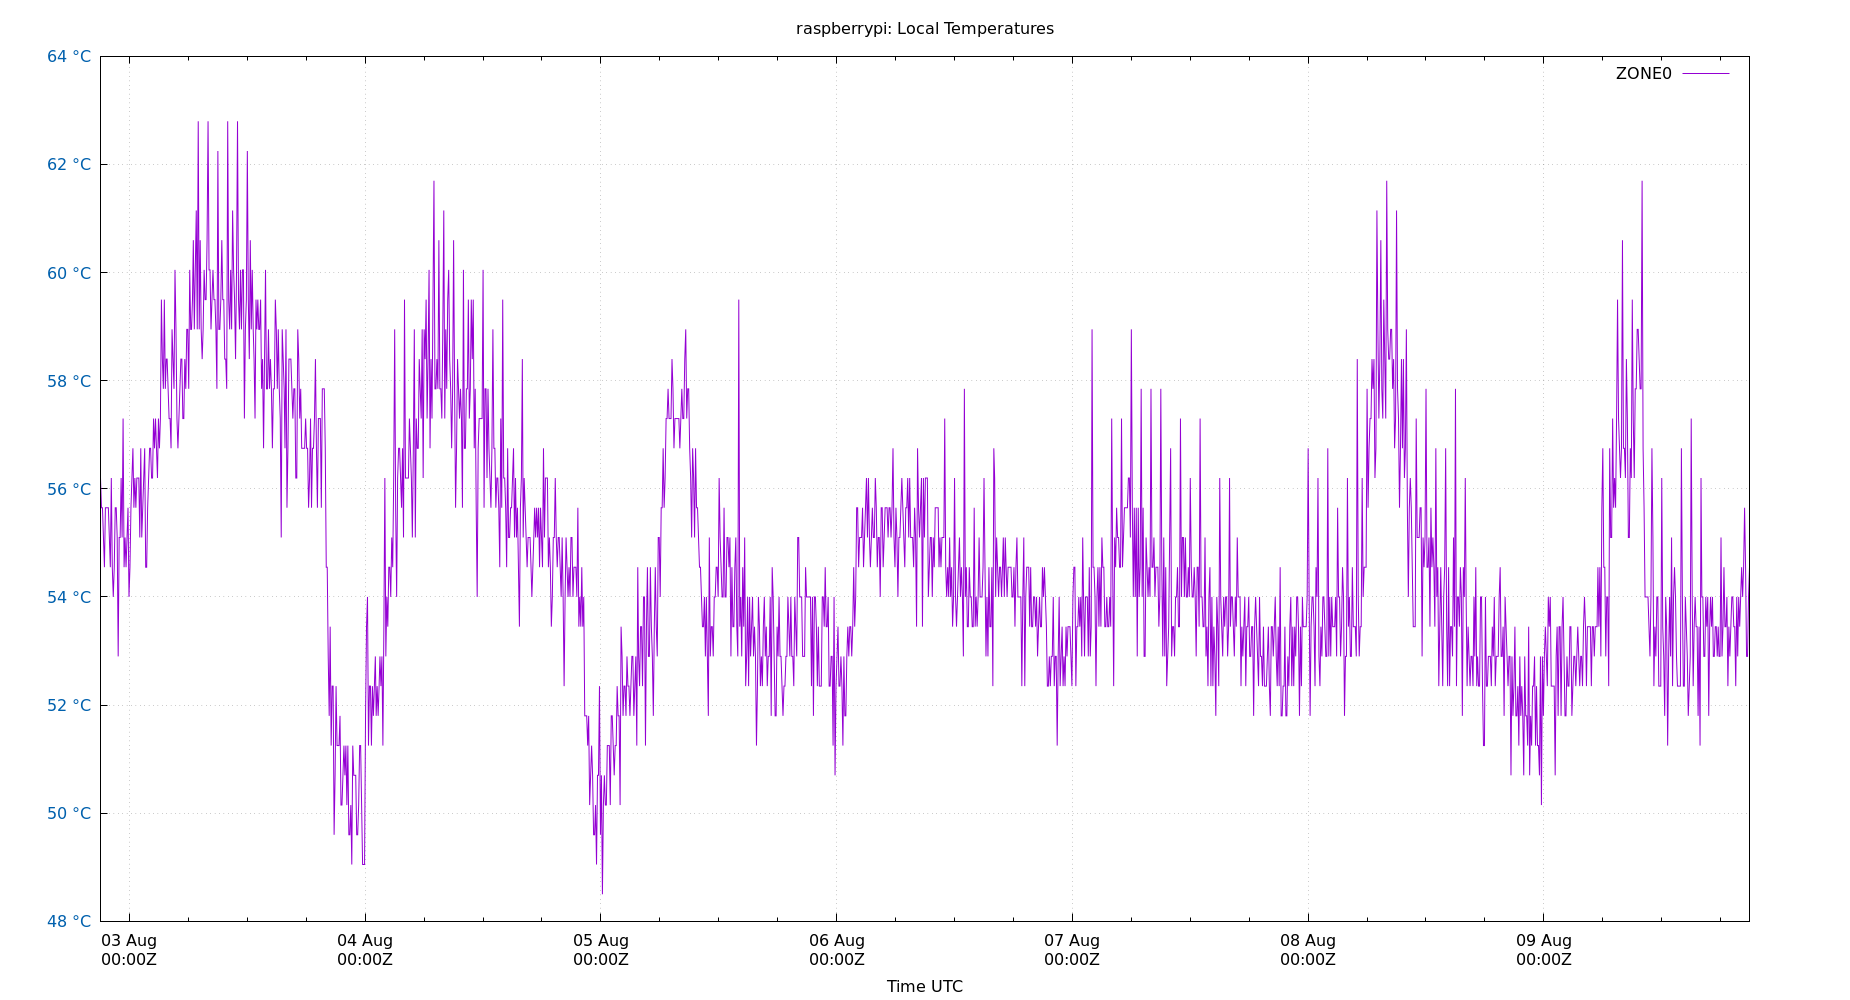 raspberrypi: Local Temperatures
64 °C
ZONE0
62 °C
60 °C
58 °C
56 °C
54 °C
52 °C
50 °C
48 °C
03 Aug 04 Aug 05 Aug 06 Aug 07 Aug 08 Aug 09 Aug
00:00Z 00:00Z 00:00Z 00:00Z 00:00Z 00:00Z 00:00Z
Time UTC